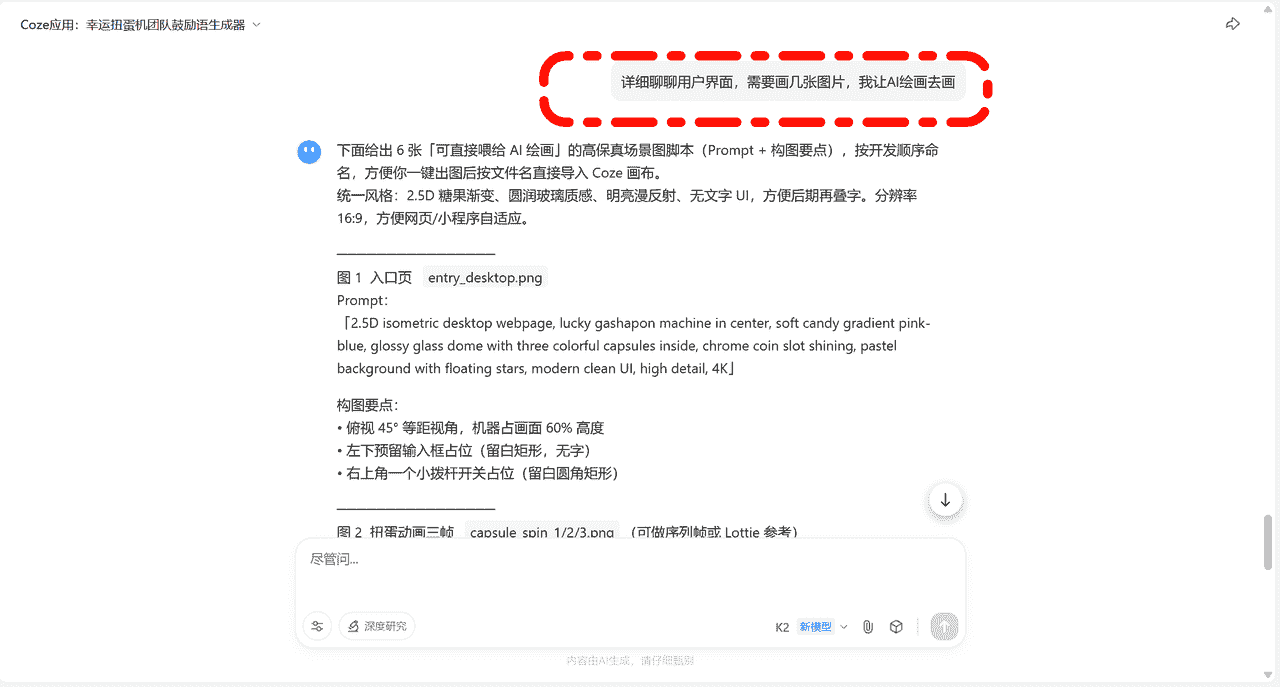 Coze应用：幸运扭蛋机团队鼓励语生成器
详细聊聊用户界面，需要画几张图片，我让AI绘画去画
下面给出 6 张「可直接喂给 AI 绘画」的高保真场景图脚本（Prompt + 构图要点），按开发顺序命
名，方便你一键出图后按文件名直接导入 Coze 画布。
统一风格：2.5D 糖果渐变、圆润玻璃质感、明亮漫反射、无文字 UI，方便后期再叠字。分辨率
16:9，方便网页/小程序自适应。
图 1 入口页 entry_desktop.png
Prompt：
「2.5D isometric desktop webpage, lucky gashapon machine in center, soft candy gradient pink-
blue, glossy glass dome with three colorful capsules inside, chrome coin slot shining, pastel
background with floating stars, modern clean UI, high detail, 4K」
构图要点：
• 俯视 45° 等距视角，机器占画面 60% 高度
• 左下预留输入框占位（留白矩形，无字）
• 右上角一个小拨杆开关占位（留白圆角矩形）
图 2 扭蛋动画三帧 capsule_spin_1/2/3.png （可做序列帧或 Lottie 参考）
尽管问...
深度研究
K2 新模型
内容由AI生成，请仔细甄别